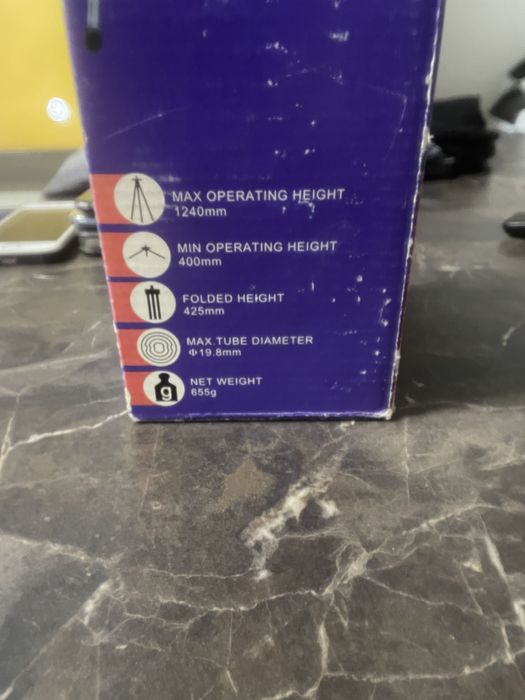 MAX OPERATING HEIGHT
1240mm
MIN OPERATING HEIGHT
400mm
FOLDED HEIGHT
425mm
MAX.TUBE DIAMETER
Φ19.8mm
g
NET WEIGHT
655g